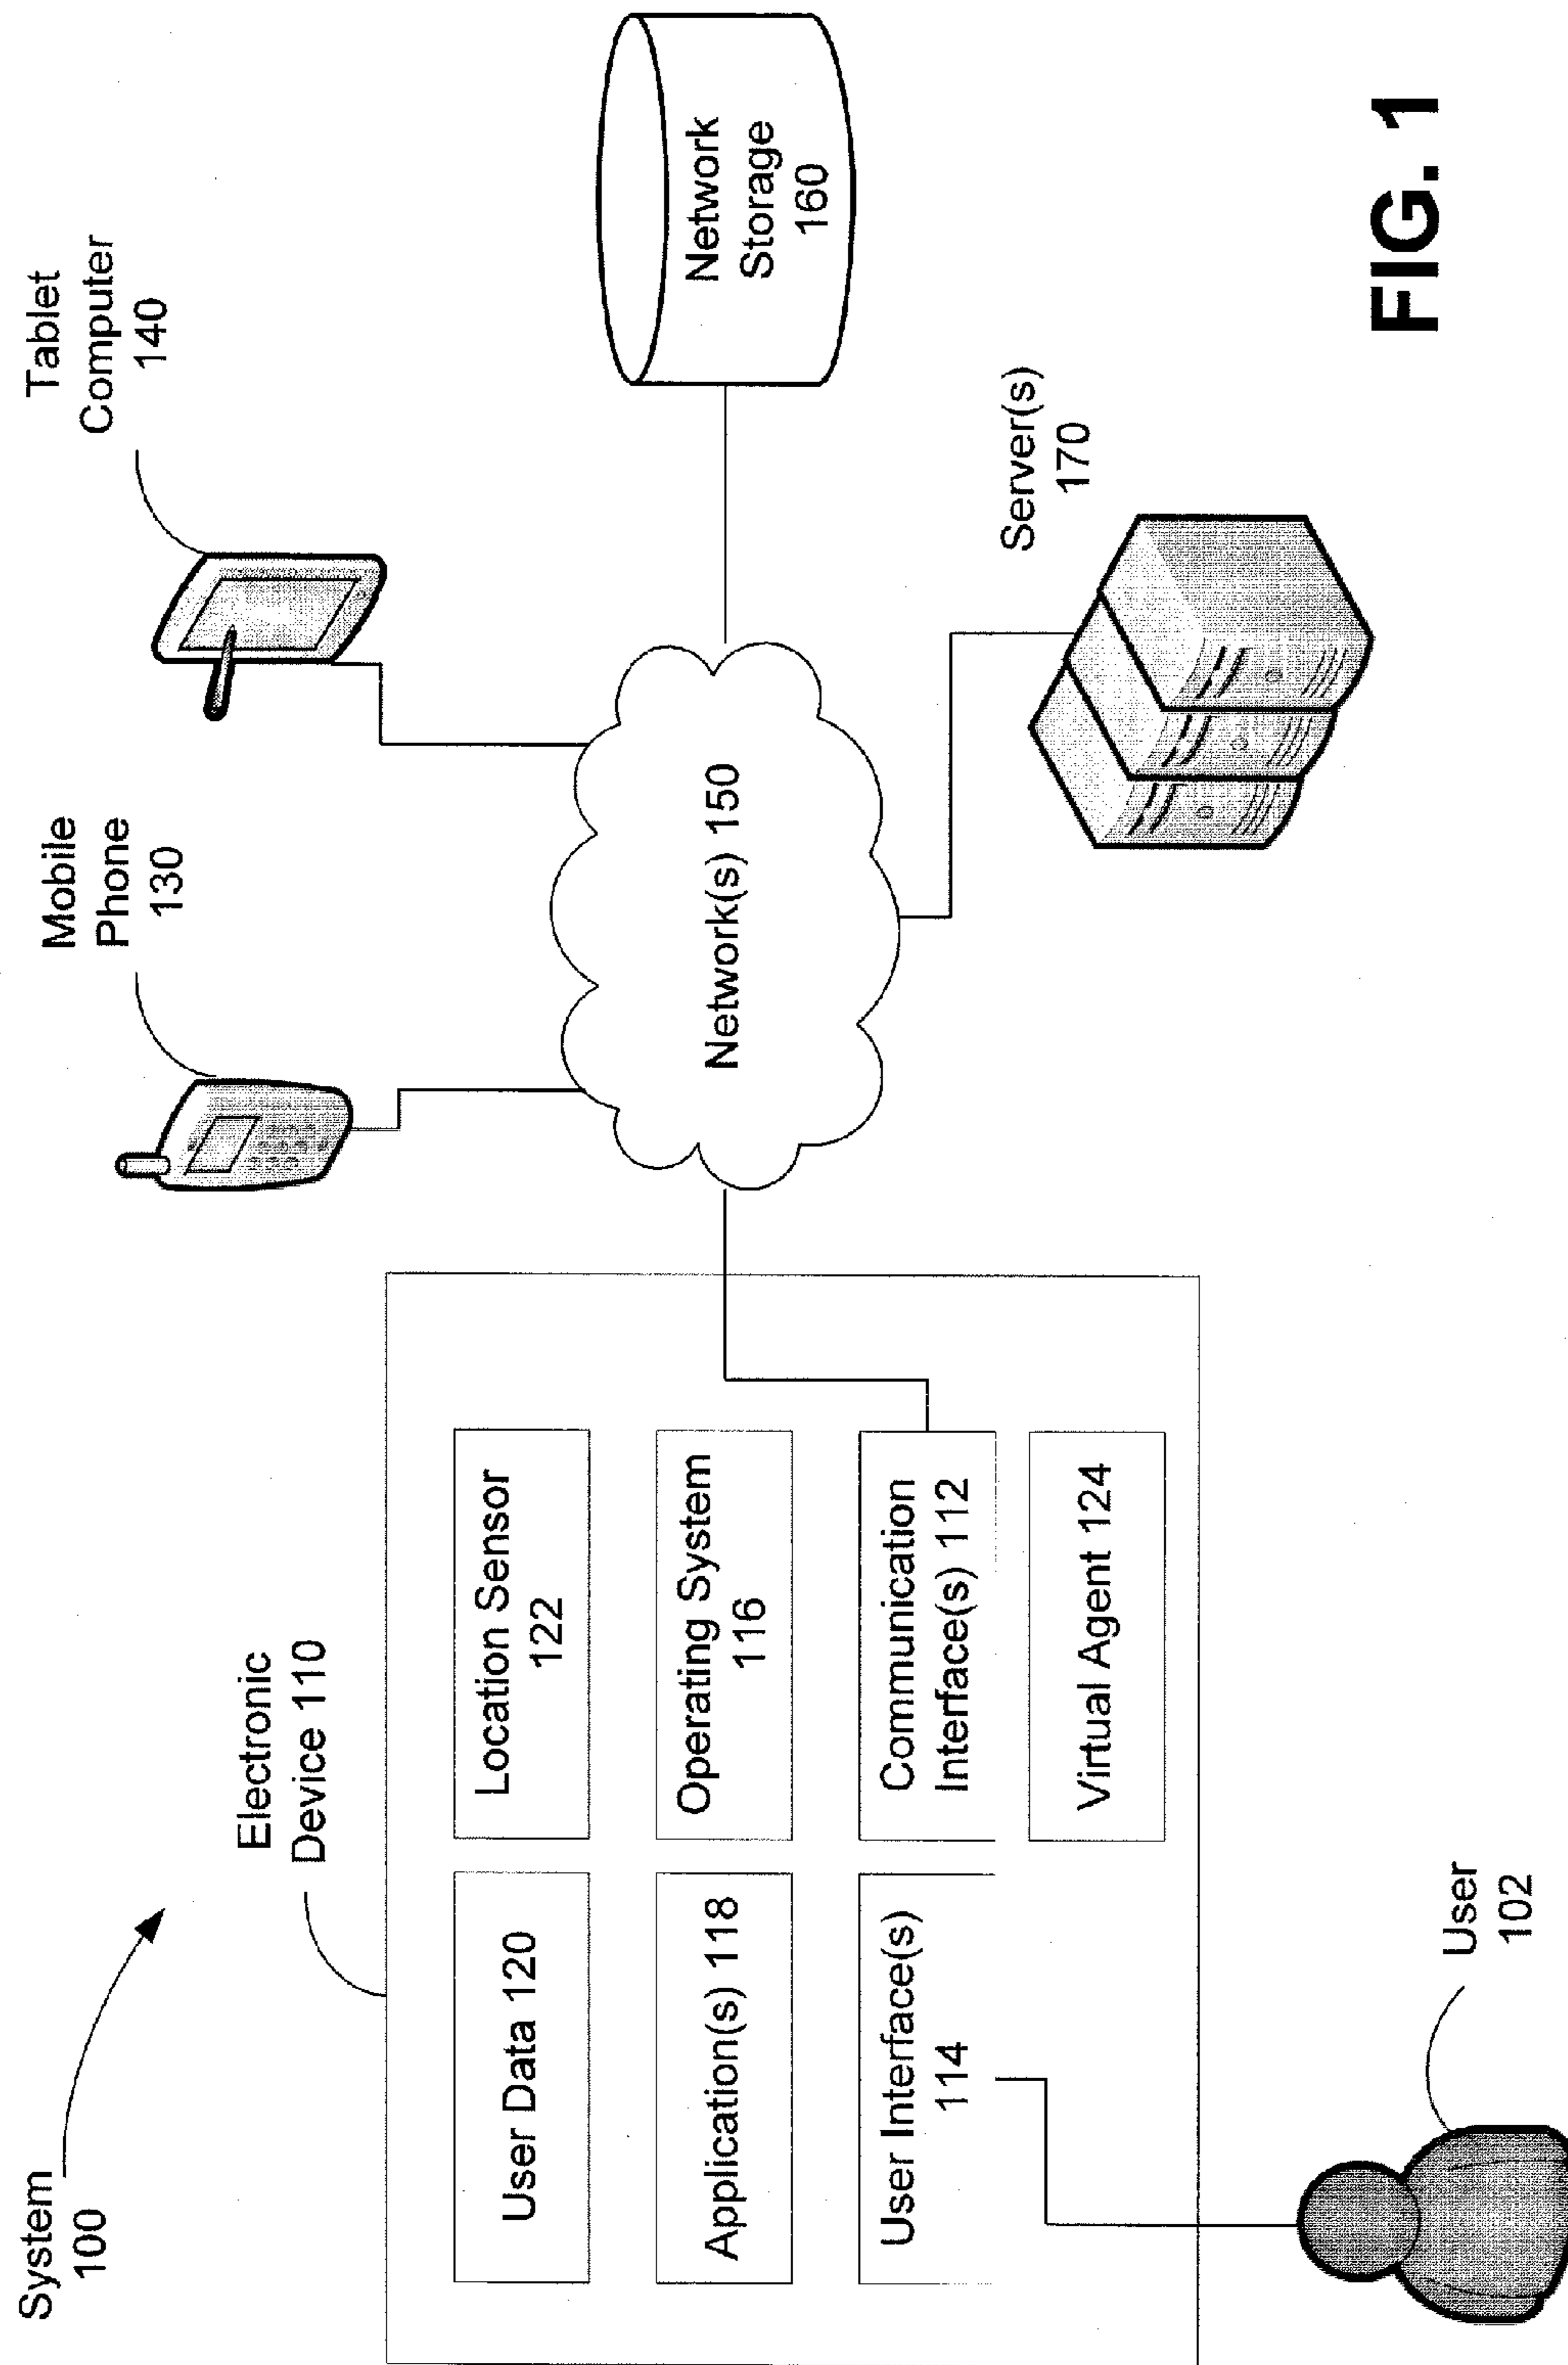 System
100
Electronic
Device 110
User Data 120
Location Sensor
122
Application(s) 118
Operating System
116
User Interface(s)
114
Communication
Interface(s) 112
Virtual Agent 124
User
102
Mobile
Phone
130
Tablet
Computer
140
Network(s) 150
Network
Storage
160
Server(s)
170
FIG. 1